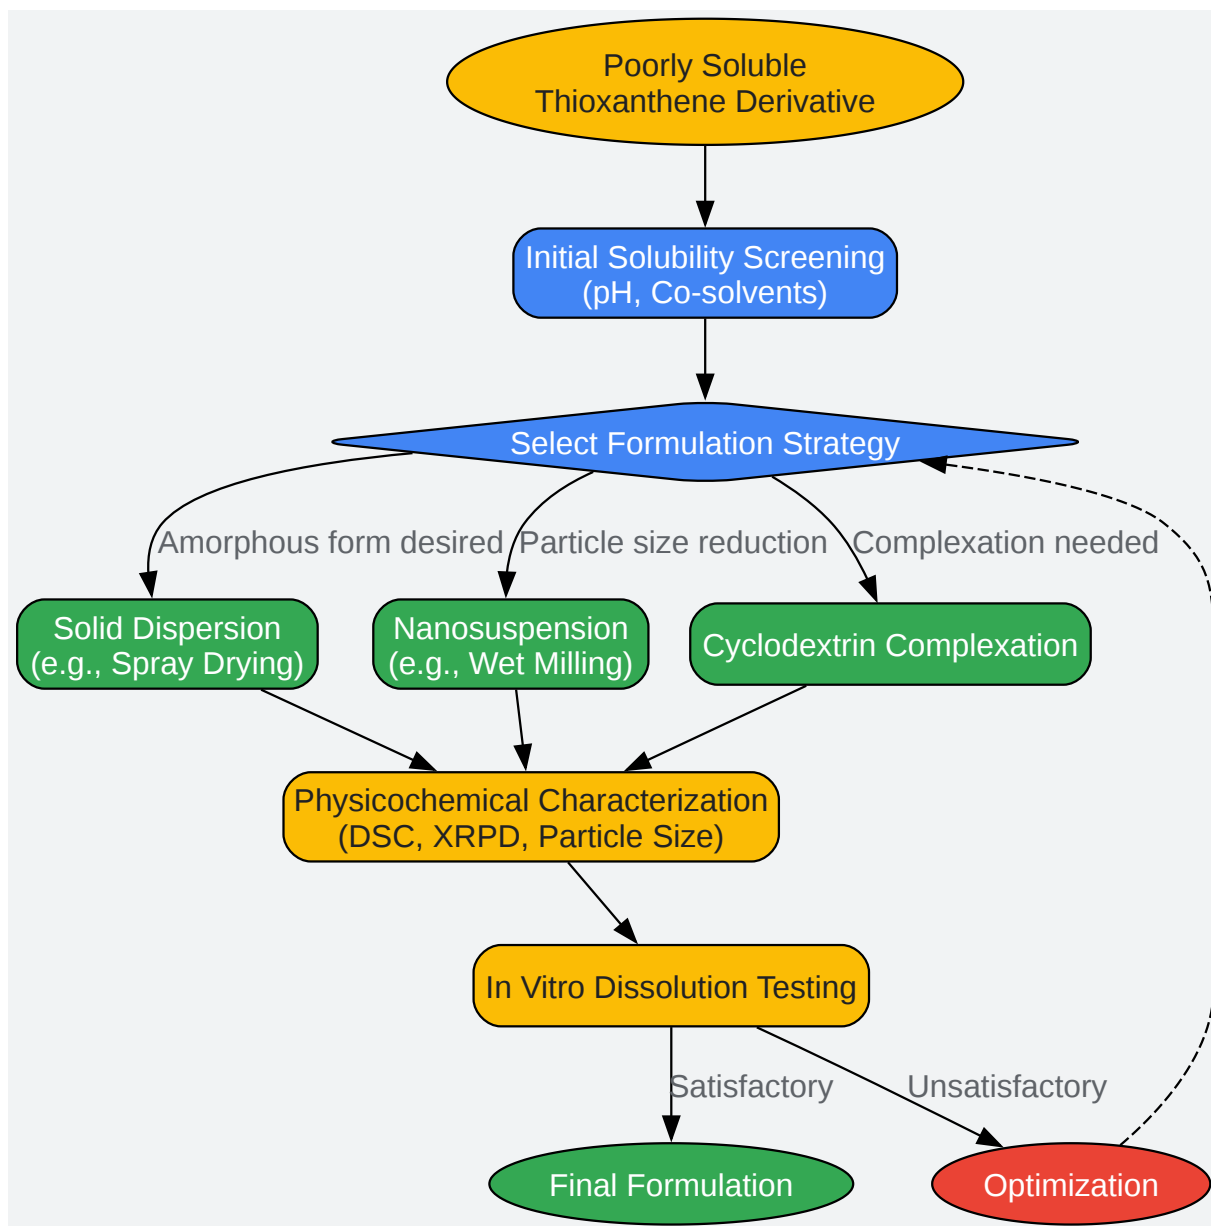 Poorly Soluble
Thioxanthene Derivative
Initial Solubility Screening
(pH, Co-solvents)
Select Formulation Strategy
Amorphous form desired
Particle size reduction
Complexation needed
Solid Dispersion
(e.g., Spray Drying)
Nanosuspension
(e.g., Wet Milling)
Cyclodextrin Complexation
Physicochemical Characterization
(DSC, XRPD, Particle Size)
In Vitro Dissolution Testing
Satisfactory
Unsatisfactory
Final Formulation
Optimization